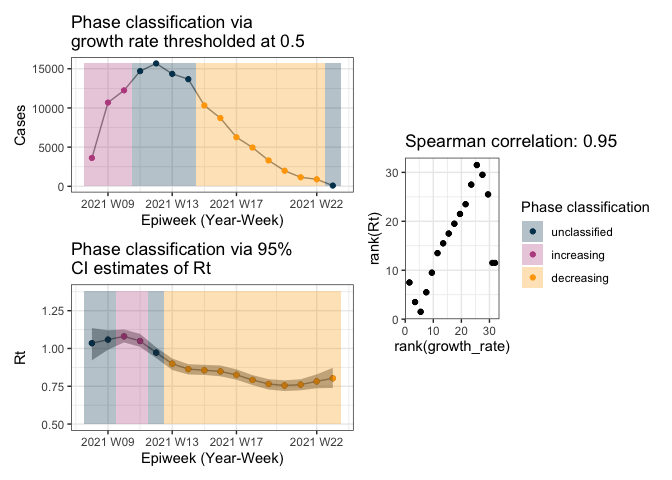 Phase classification via
growth rate thresholded at 0.5
15000
10000
5000
0
Cases
2021 W09
2021 W13
2021 W17
2021 W22
Epiweek (Year-Week)
Phase classification via 95%
CI estimates of Rt
1.25
1.00
0.75
0.50
Rt
2021 W09
2021 W13
2021 W17
2021 W22
Epiweek (Year-Week)
Spearman correlation: 0.95
30
20
10
0
rank(Rt)
0
10
20
30
rank(growth_rate)
Phase classification
unclassified
increasing
decreasing